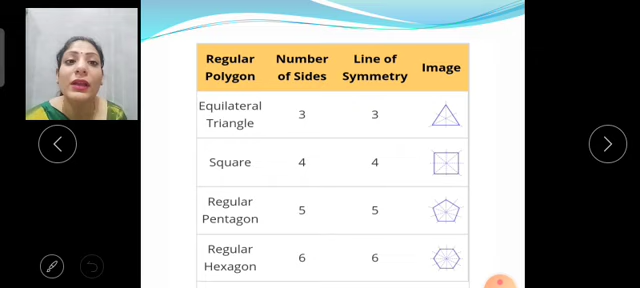 Regular Polygon Number of Sides Line of Symmetry Image
Equilateral Triangle 3 3
Square 4 4
Regular Pentagon 5 5
Regular Hexagon 6 6